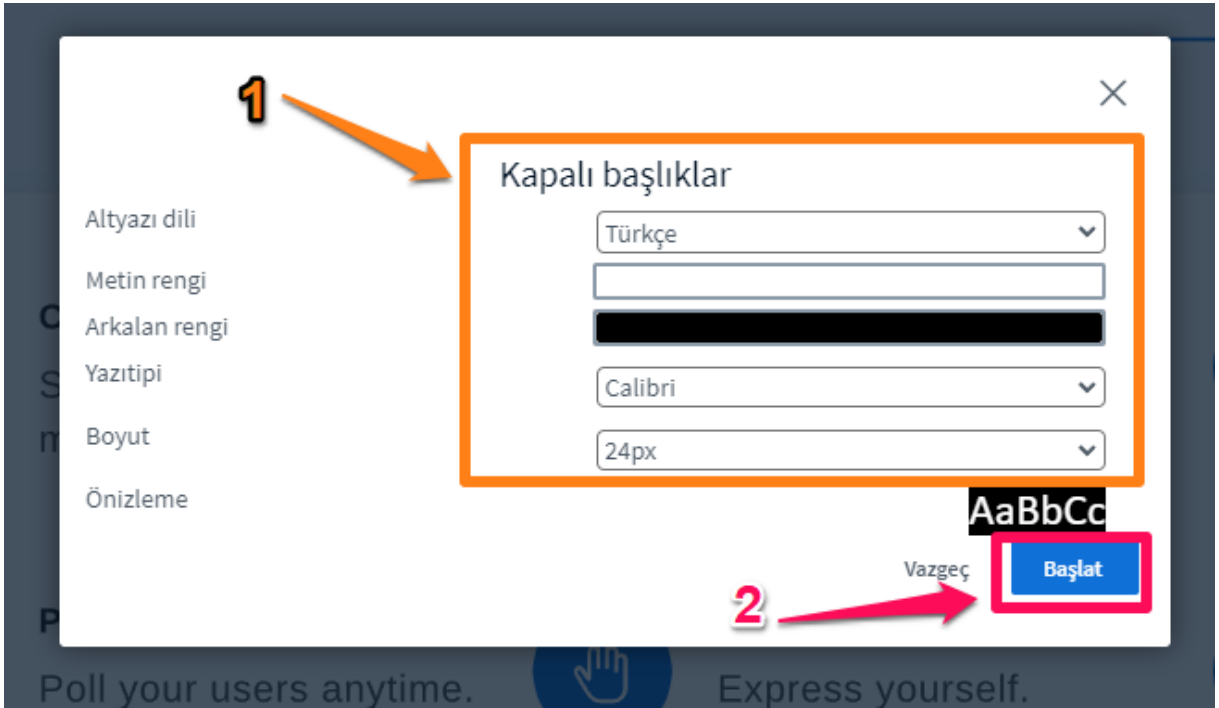 1
Kapalı başlıklar
Altyazı dili
Türkçe
Metin rengi
Arkalan rengi
Yazıtipi
Calibri
Boyut
24px
Önizleme
AaBbCc
Vazgeç
Başlat
2
Poll your users anytime.
Express yourself.